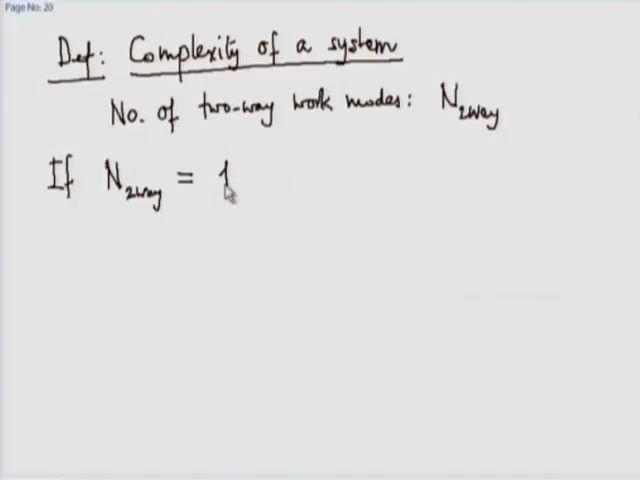 Page No: 20
Def: Complexity of a system
No. of two-way work modes: N2way
If N2way = 1